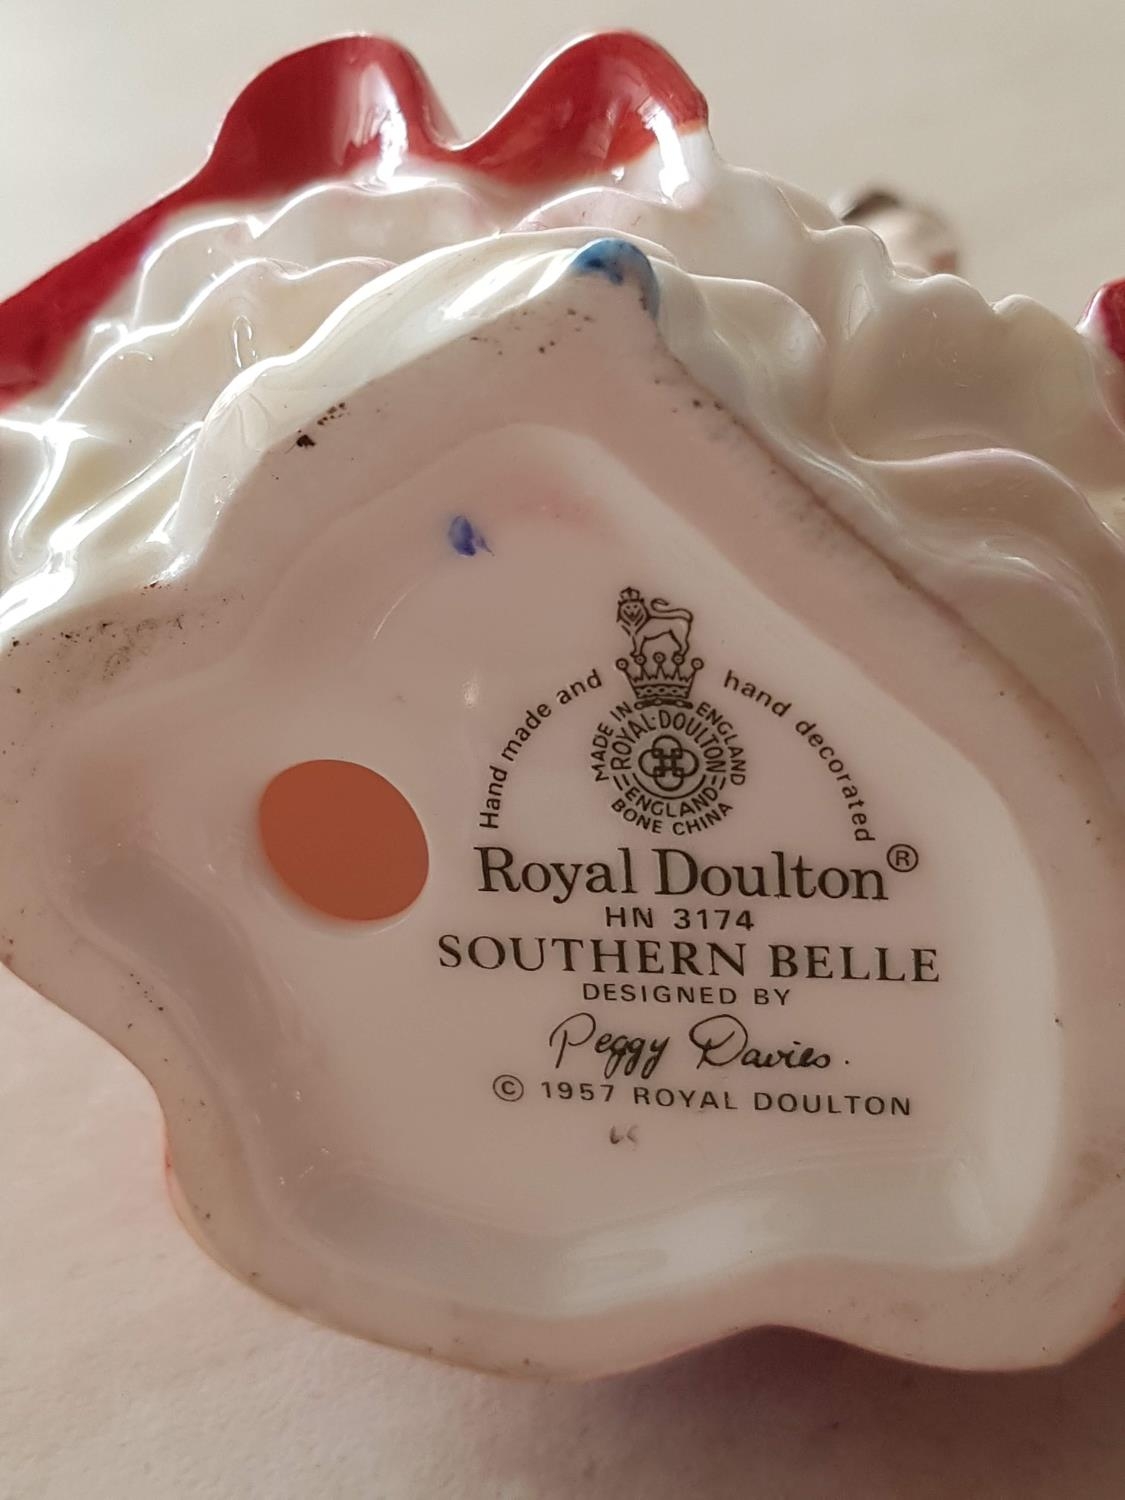 Hand made and hand decorated
MADE IN ENGLAND
ROYAL·DOULTON
ENGLAND
BONE CHINA
Royal Doulton®
HN 3174
SOUTHERN BELLE
DESIGNED BY
Peggy Davies.
© 1957 ROYAL DOULTON